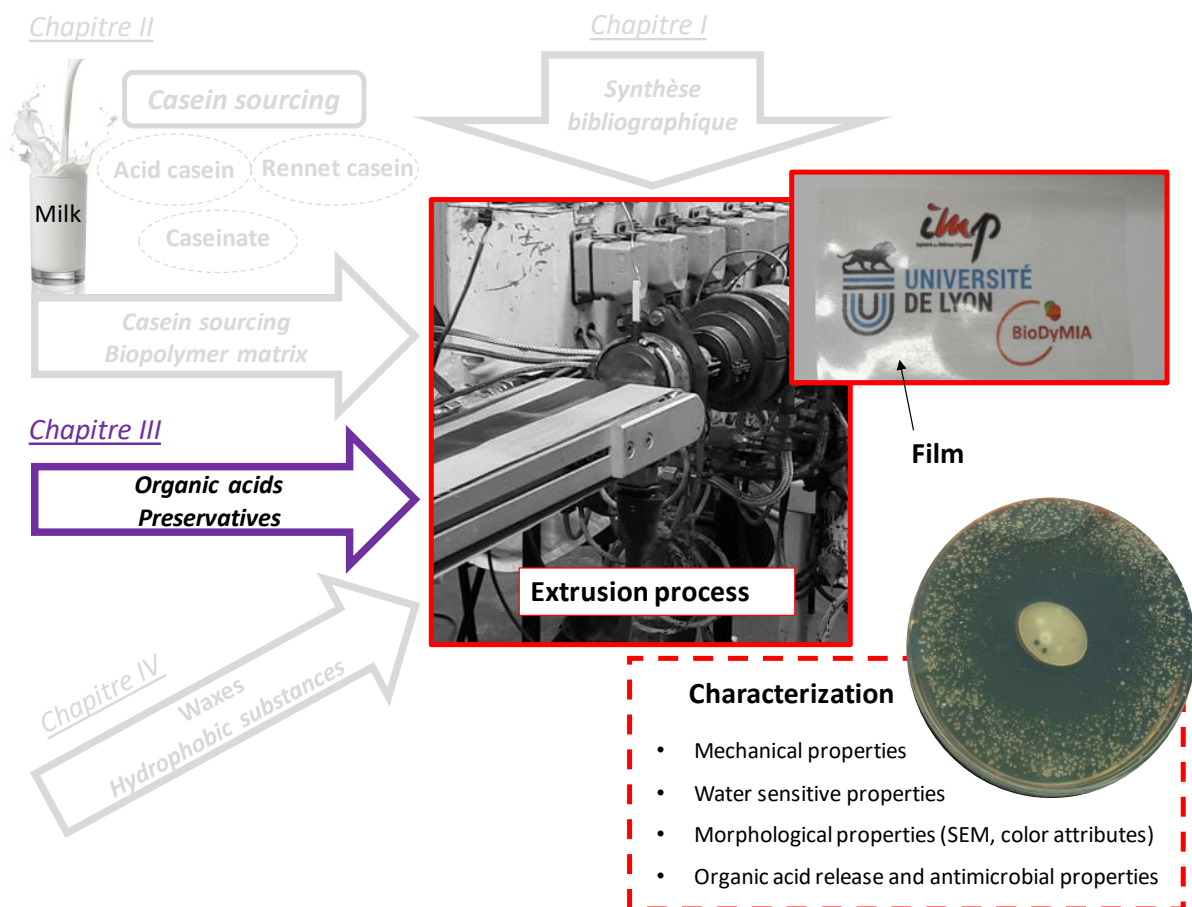 Chapitre II
Chapitre I
Casein sourcing
Synthèse
bibliographique
Acid casein
Rennet casein
Milk
Caseinate
imp
UNIVERSITÉ
DE LYON
BioDyMIA
Casein sourcing
Biopolymer matrix
Chapitre III
Film
Organic acids
Preservatives
Extrusion process
Chapitre IV
Waxes
Hydrophobic substances
Characterization
• Mechanical properties
• Water sensitive properties
• Morphological properties (SEM, color attributes)
• Organic acid release and antimicrobial properties